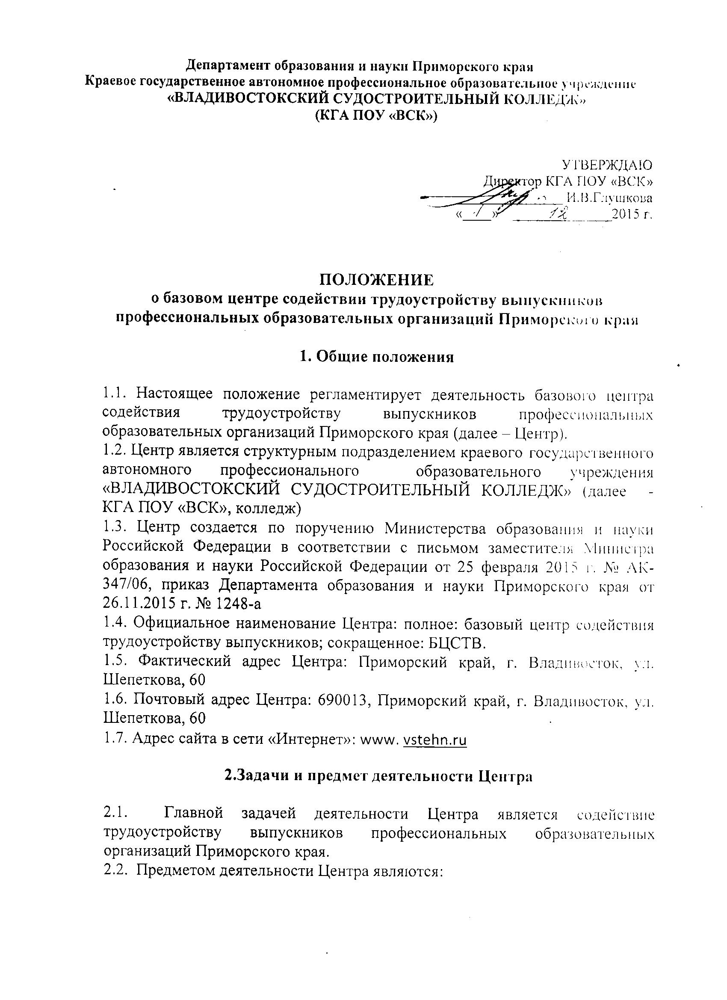 Департамент образования и науки Приморского края
Краевое государственное автономное профессиональное образовательное учреждение
«ВЛАДИВОСТОКСКИЙ СУДОСТРОИТЕЛЬНЫЙ КОЛЛЕДЖ»
(КГА ПОУ «ВСК»)
УТВЕРЖДАЮ
Директор КГА ПОУ «ВСК»
И.В.Глушкова
« 1 » 12 2015 г.
ПОЛОЖЕНИЕ
о базовом центре содействии трудоустройству выпускников
профессиональных образовательных организаций Приморского края
1. Общие положения
1.1. Настоящее положение регламентирует деятельность базового центра
содействия трудоустройству выпускников профессиональных
образовательных организаций Приморского края (далее – Центр).
1.2. Центр является структурным подразделением краевого государственного
автономного профессионального образовательного учреждения
«ВЛАДИВОСТОКСКИЙ СУДОСТРОИТЕЛЬНЫЙ КОЛЛЕДЖ» (далее -
КГА ПОУ «ВСК», колледж)
1.3. Центр создается по поручению Министерства образования и науки
Российской Федерации в соответствии с письмом заместителя Министра
образования и науки Российской Федерации от 25 февраля 2015 г. № АК-
347/06, приказ Департамента образования и науки Приморского края от
26.11.2015 г. № 1248-а
1.4. Официальное наименование Центра: полное: базовый центр содействия
трудоустройству выпускников; сокращенное: БЦСТВ.
1.5. Фактический адрес Центра: Приморский край, г. Владивосток, ул.
Шепеткова, 60
1.6. Почтовый адрес Центра: 690013, Приморский край, г. Владивосток, ул.
Шепеткова, 60
1.7. Адрес сайта в сети «Интернет»: www. vstehn.ru
2.Задачи и предмет деятельности Центра
2.1. Главной задачей деятельности Центра является содействие
трудоустройству выпускников профессиональных образовательных
организаций Приморского края.
2.2. Предметом деятельности Центра являются: